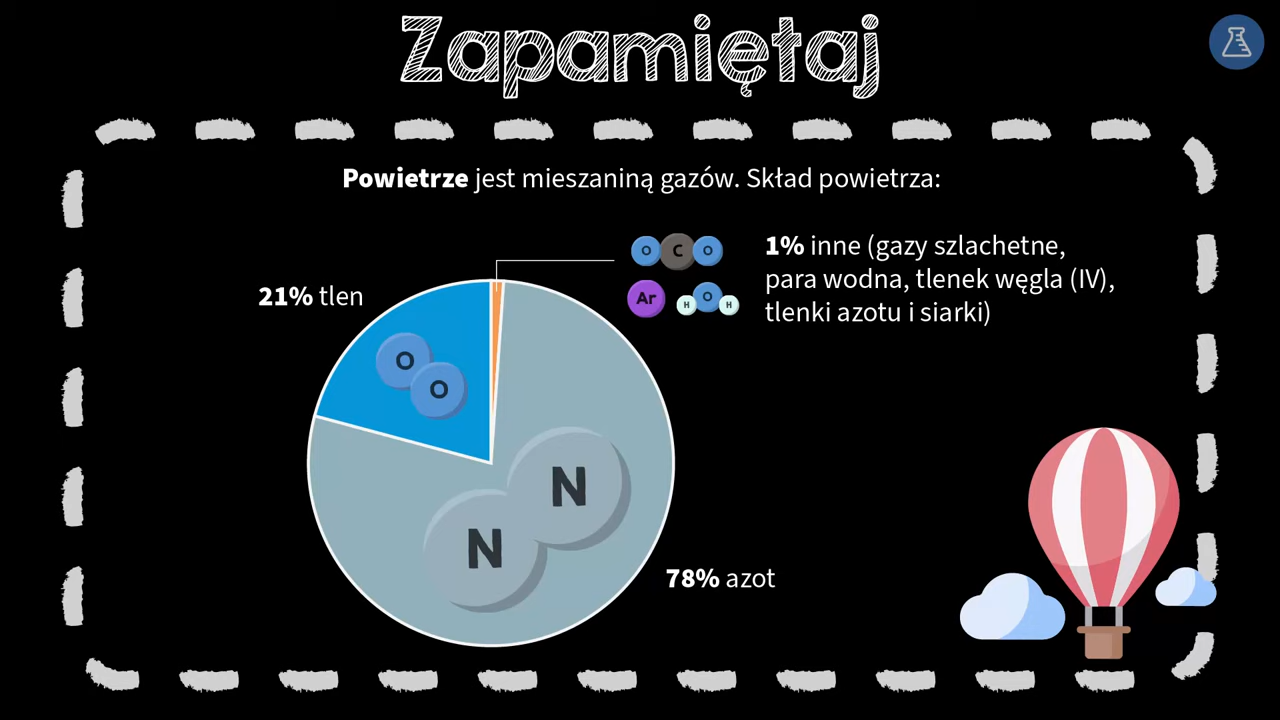 Zapamiętaj
Powietrze jest mieszaniną gazów. Skład powietrza:
O C O
1% inne (gazy szlachetne,
para wodna, tlenek węgla (IV),
tlenki azotu i siarki)
Ar H O H
21% tlen
O
O
N
N
78% azot